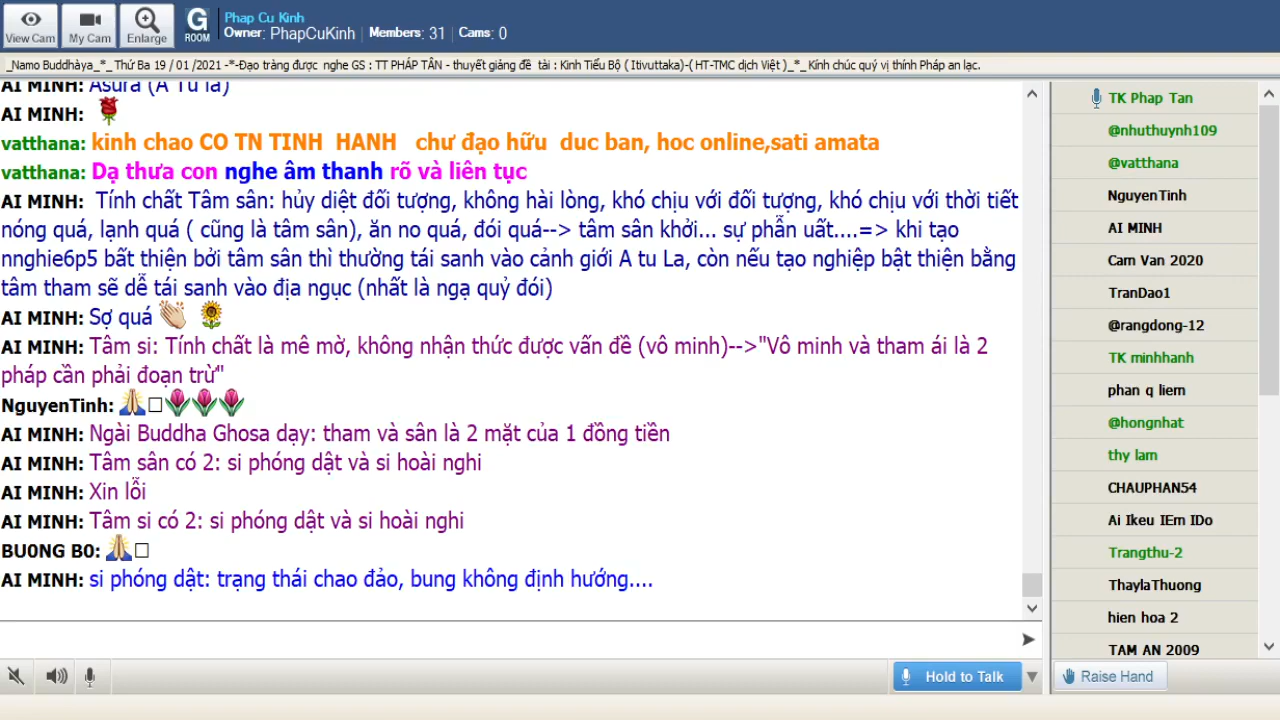 View Cam
My Cam
Enlarge
G
ROOM
Phap Cu Kinh
Owner: PhapCuKinh Members: 31 Cams: 0
_Namo Buddhàya_*_ Thứ Ba 19 / 01 /2021 -*-Đạo tràng được nghe GS : TT PHÁP TÂN - thuyết giảng đề tài : Kinh Tiểu Bộ ( Itivuttaka)-( HT-TMC dịch Việt )_*_ Kính chúc quý vị thính Pháp an lạc.
AI MINH: Asura (A Tu la)
AI MINH:
vatthana: kinh chao CO TN TINH HANH chư đạo hữu duc ban, hoc online,sati amata
vatthana: Dạ thưa con nghe âm thanh rõ và liên tục
AI MINH: Tính chất Tâm sân: hủy diệt đối tượng, không hài lòng, khó chịu với đối tượng, khó chịu với thời tiết
nóng quá, lạnh quá ( cũng là tâm sân), ăn no quá, đói quá--> tâm sân khởi... sự phẫn uất....=> khi tạo
nnghie6p5 bất thiện bởi tâm sân thì thường tái sanh vào cảnh giới A tu La, còn nếu tạo nghiệp bật thiện bằng
tâm tham sẽ dễ tái sanh vào địa ngục (nhất là ngạ quỷ đói)
AI MINH: Sợ quá
AI MINH: Tâm si: Tính chất là mê mờ, không nhận thức được vấn đề (vô minh)-->"Vô minh và tham ái là 2
pháp cần phải đoạn trừ"
NguyenTinh:
AI MINH: Ngài Buddha Ghosa dạy: tham và sân là 2 mặt của 1 đồng tiền
AI MINH: Tâm sân có 2: si phóng dật và si hoài nghi
AI MINH: Xin lỗi
AI MINH: Tâm si có 2: si phóng dật và si hoài nghi
BU0NG B0:
AI MINH: si phóng dật: trạng thái chao đảo, bung không định hướng....
Hold to Talk
TK Phap Tan
@nhuthuynh109
@vatthana
NguyenTinh
AI MINH
Cam Van 2020
TranDao1
@rangdong-12
TK minhhanh
phan q liem
@hongnhat
thy lam
CHAUPHAN54
Ai Ikeu IEm IDo
Trangthu-2
ThaylaThuong
hien hoa 2
TAM AN 2009
Raise Hand